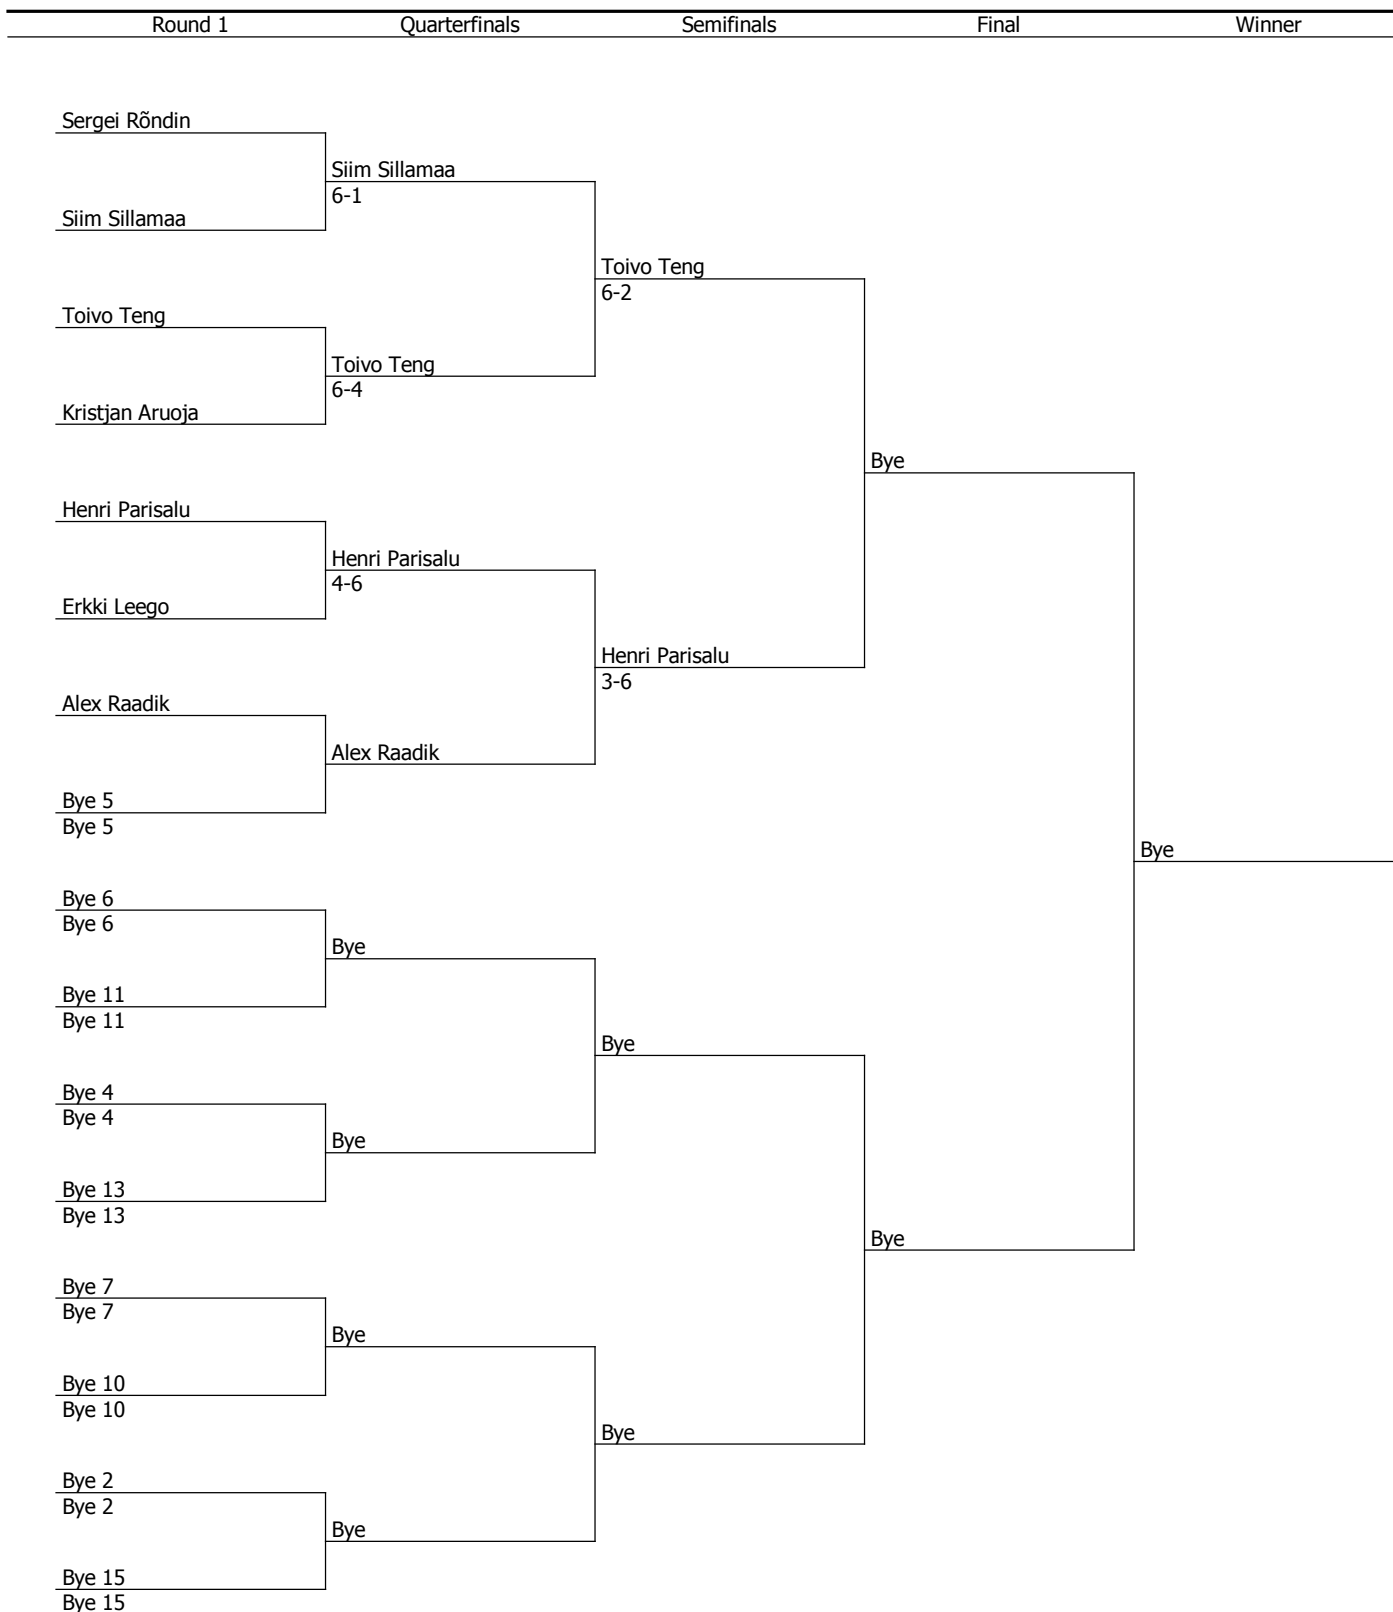 Round 1 Quarterfinals Semifinals Final Winner
Sergei Rõndin
Siim Sillamaa
6-1
Siim Sillamaa
Toivo Teng
6-2
Toivo Teng
Toivo Teng
6-4
Kristjan Aruoja
Bye
Henri Parisalu
Henri Parisalu
4-6
Erkki Leego
Henri Parisalu
3-6
Alex Raadik
Alex Raadik
Bye 5
Bye 5
Bye
Bye 6
Bye 6
Bye
Bye 11
Bye 11
Bye
Bye 4
Bye 4
Bye
Bye 13
Bye 13
Bye
Bye 7
Bye 7
Bye
Bye 10
Bye 10
Bye
Bye 2
Bye 2
Bye
Bye 15
Bye 15